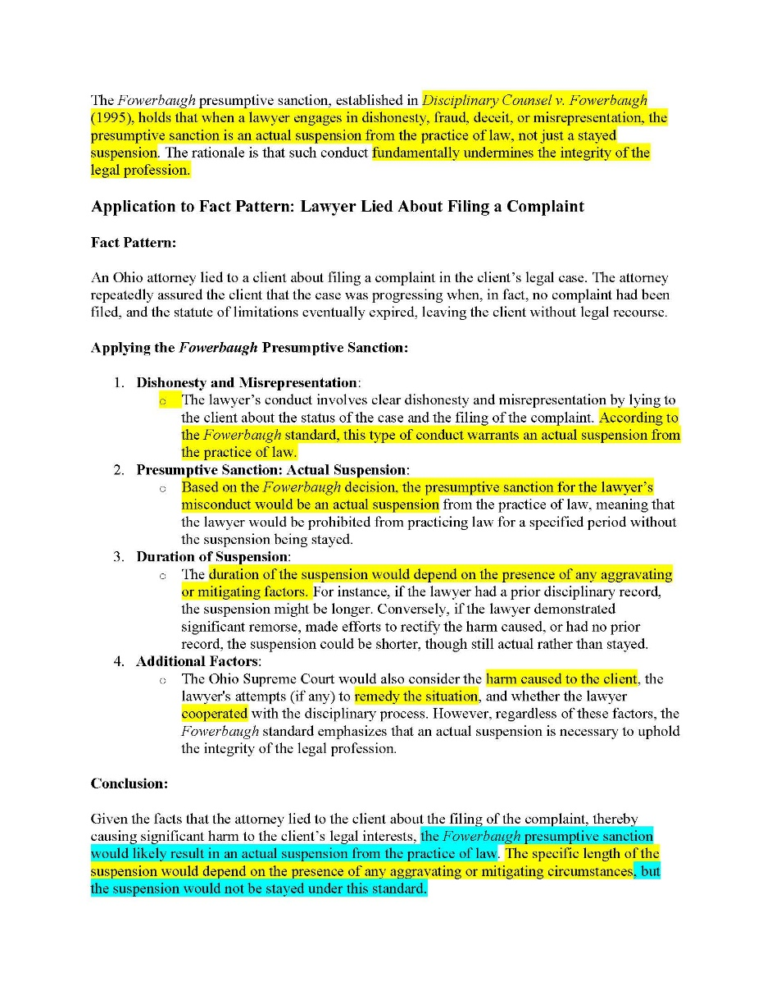 The Fowerbaugh presumptive sanction, established in Disciplinary Counsel v. Fowerbaugh
(1995), holds that when a lawyer engages in dishonesty, fraud, deceit, or misrepresentation, the
presumptive sanction is an actual suspension from the practice of law, not just a stayed
suspension. The rationale is that such conduct fundamentally undermines the integrity of the
legal profession.
Application to Fact Pattern: Lawyer Lied About Filing a Complaint
Fact Pattern:
An Ohio attorney lied to a client about filing a complaint in the client’s legal case. The attorney
repeatedly assured the client that the case was progressing when, in fact, no complaint had been
filed, and the statute of limitations eventually expired, leaving the client without legal recourse.
Applying the Fowerbaugh Presumptive Sanction:
1. Dishonesty and Misrepresentation:
o The lawyer’s conduct involves clear dishonesty and misrepresentation by lying to
the client about the status of the case and the filing of the complaint. According to
the Fowerbaugh standard, this type of conduct warrants an actual suspension from
the practice of law.
2. Presumptive Sanction: Actual Suspension:
o Based on the Fowerbaugh decision, the presumptive sanction for the lawyer’s
misconduct would be an actual suspension from the practice of law, meaning that
the lawyer would be prohibited from practicing law for a specified period without
the suspension being stayed.
3. Duration of Suspension:
o The duration of the suspension would depend on the presence of any aggravating
or mitigating factors. For instance, if the lawyer had a prior disciplinary record,
the suspension might be longer. Conversely, if the lawyer demonstrated
significant remorse, made efforts to rectify the harm caused, or had no prior
record, the suspension could be shorter, though still actual rather than stayed.
4. Additional Factors:
o The Ohio Supreme Court would also consider the harm caused to the client, the
lawyer's attempts (if any) to remedy the situation, and whether the lawyer
cooperated with the disciplinary process. However, regardless of these factors, the
Fowerbaugh standard emphasizes that an actual suspension is necessary to uphold
the integrity of the legal profession.
Conclusion:
Given the facts that the attorney lied to the client about the filing of the complaint, thereby
causing significant harm to the client’s legal interests, the Fowerbaugh presumptive sanction
would likely result in an actual suspension from the practice of law. The specific length of the
suspension would depend on the presence of any aggravating or mitigating circumstances, but
the suspension would not be stayed under this standard.